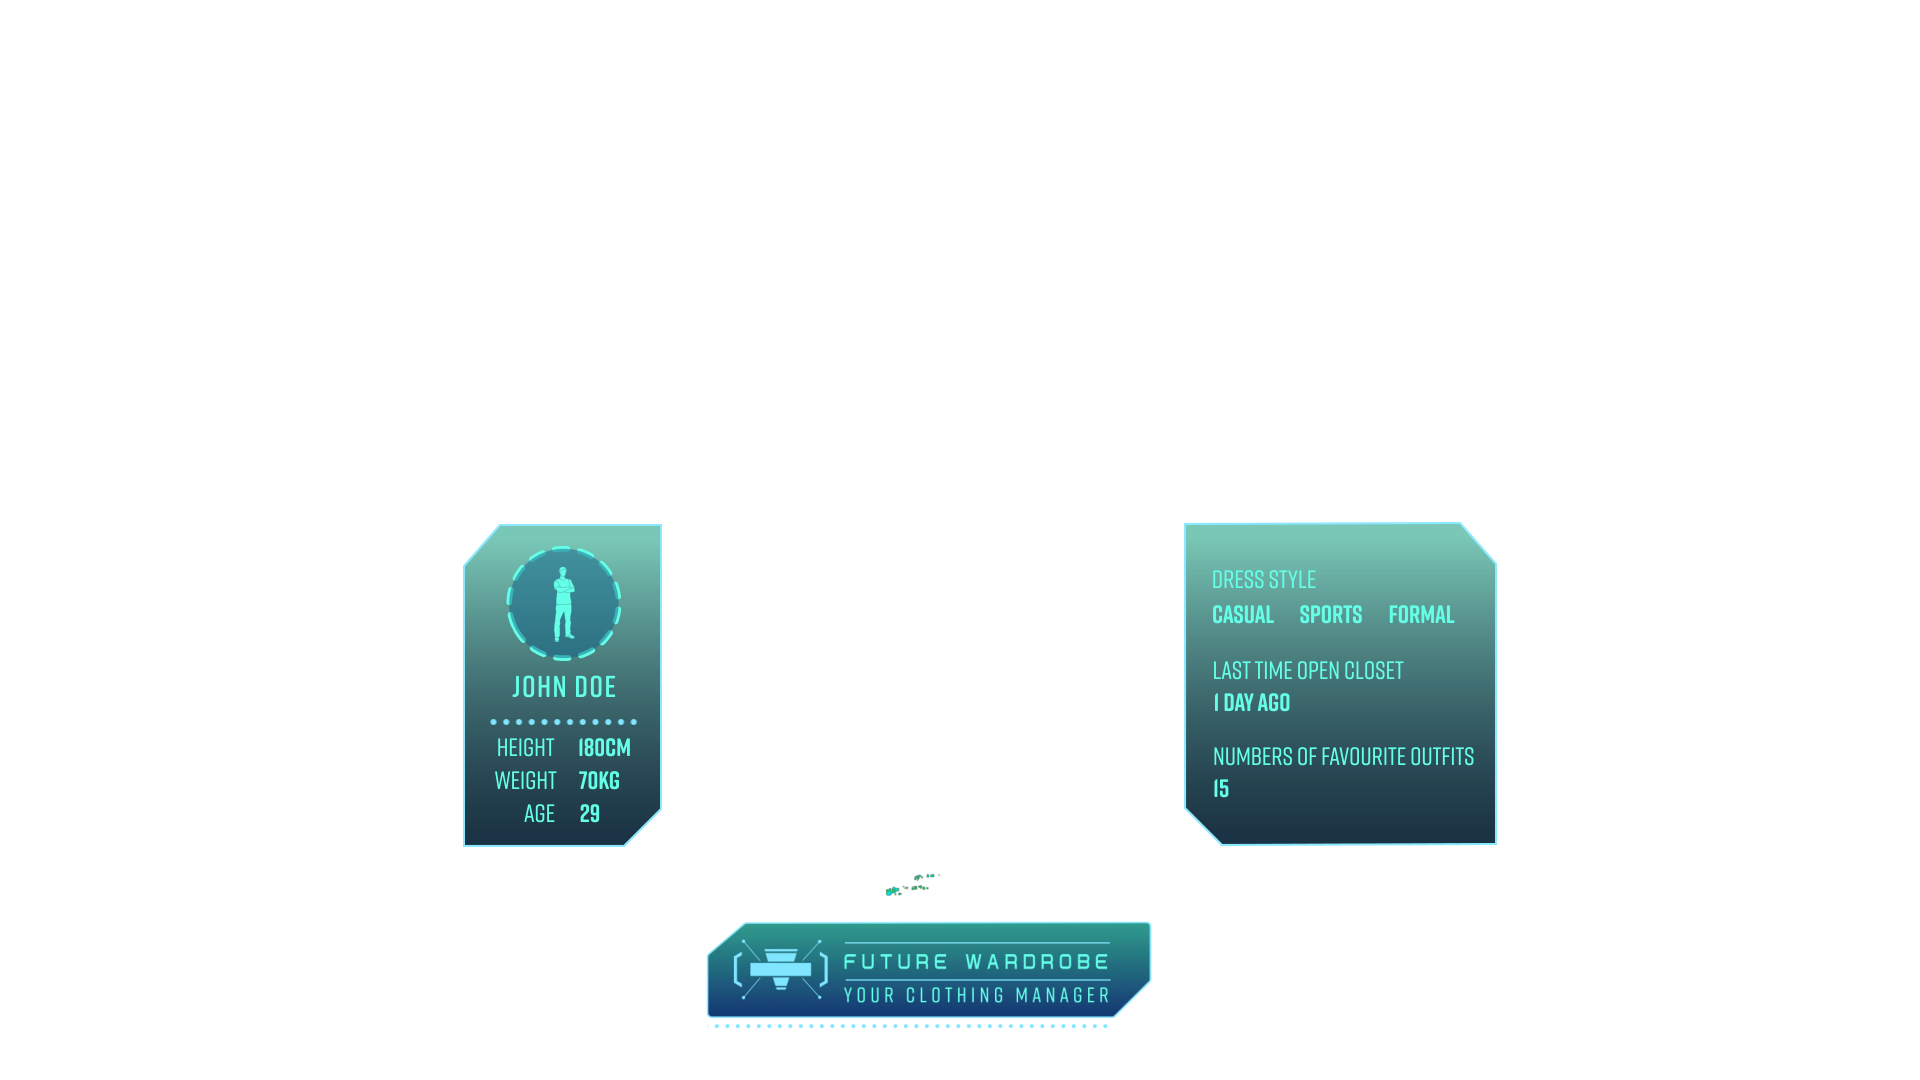 JOHN DOE
HEIGHT 180CM
WEIGHT 70KG
AGE 29
DRESS STYLE
CASUAL SPORTS FORMAL
LAST TIME OPEN CLOSET
1 DAY AGO
NUMBERS OF FAVOURITE OUTFITS
15
FUTURE WARDROBE
YOUR CLOTHING MANAGER